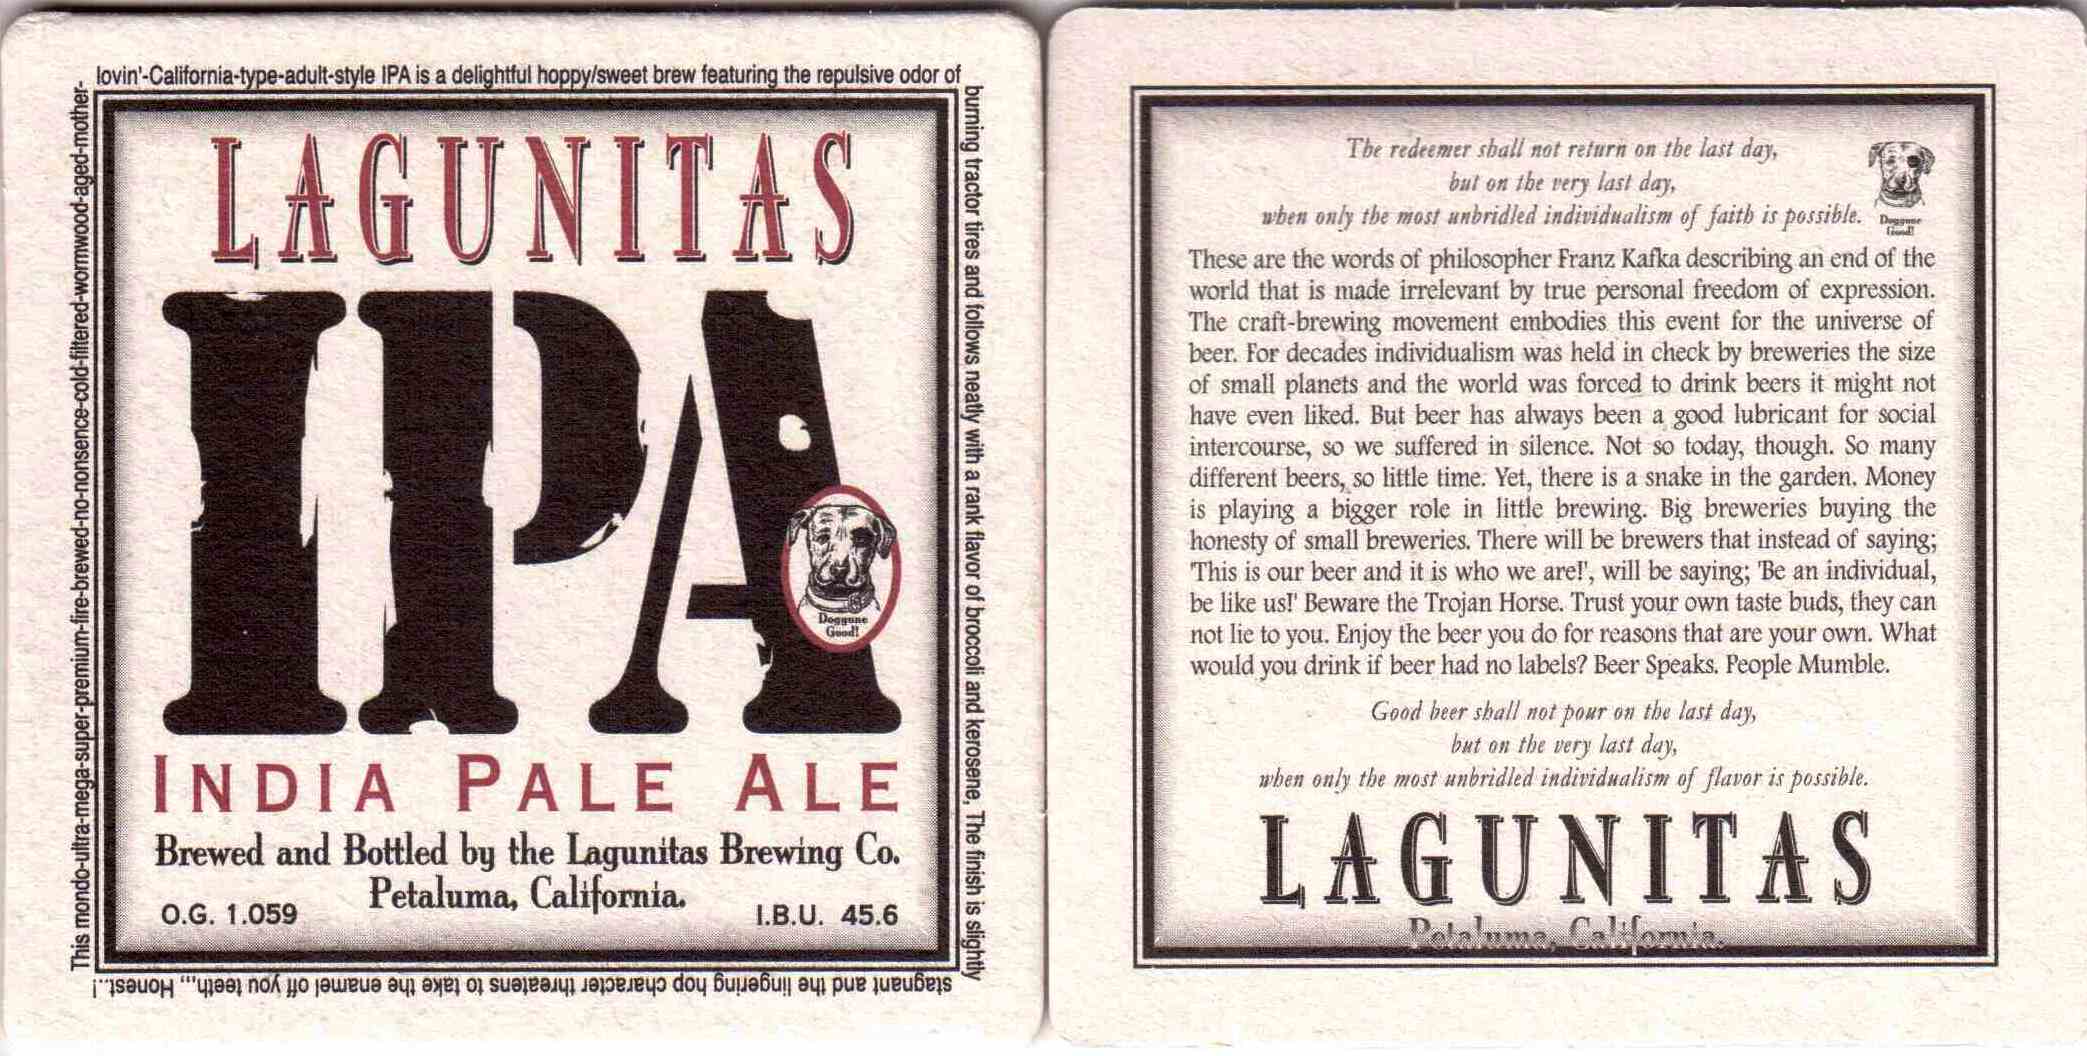 This mondo-ultra-mega-super-premium-fire-brewed-no-nonsence-cold-filtered-wormwood-aged-mother-
lovin'-California-type-adult-style IPA is a delightful hoppy/sweet brew featuring the repulsive odor of
burning tractor tires and follows neatly with a rank flavor of broccoli and kerosene, The finish is slightly
stagnant and the lingering hop character threatens to take the enamel off you teeth,,,, Honest..!
LAGUNITAS
IPA
Doggone
Good!
INDIA PALE ALE
Brewed and Bottled by the Lagunitas Brewing Co.
Petaluma, California.
O.G. 1.059
I.B.U. 45.6
The redeemer shall not return on the last day,
but on the very last day,
when only the most unbridled individualism of faith is possible.
Doggone
Good!
These are the words of philosopher Franz Kafka describing an end of the
world that is made irrelevant by true personal freedom of expression.
The craft-brewing movement embodies this event for the universe of
beer. For decades individualism was held in check by breweries the size
of small planets and the world was forced to drink beers it might not
have even liked. But beer has always been a good lubricant for social
intercourse, so we suffered in silence. Not so today, though. So many
different beers, so little time. Yet, there is a snake in the garden. Money
is playing a bigger role in little brewing. Big breweries buying the
honesty of small breweries. There will be brewers that instead of saying;
'This is our beer and it is who we are!', will be saying; 'Be an individual,
be like us!' Beware the Trojan Horse. Trust your own taste buds, they can
not lie to you. Enjoy the beer you do for reasons that are your own. What
would you drink if beer had no labels? Beer Speaks. People Mumble.
Good beer shall not pour on the last day,
but on the very last day,
when only the most unbridled individualism of flavor is possible.
LAGUNITAS
Petaluma, California.